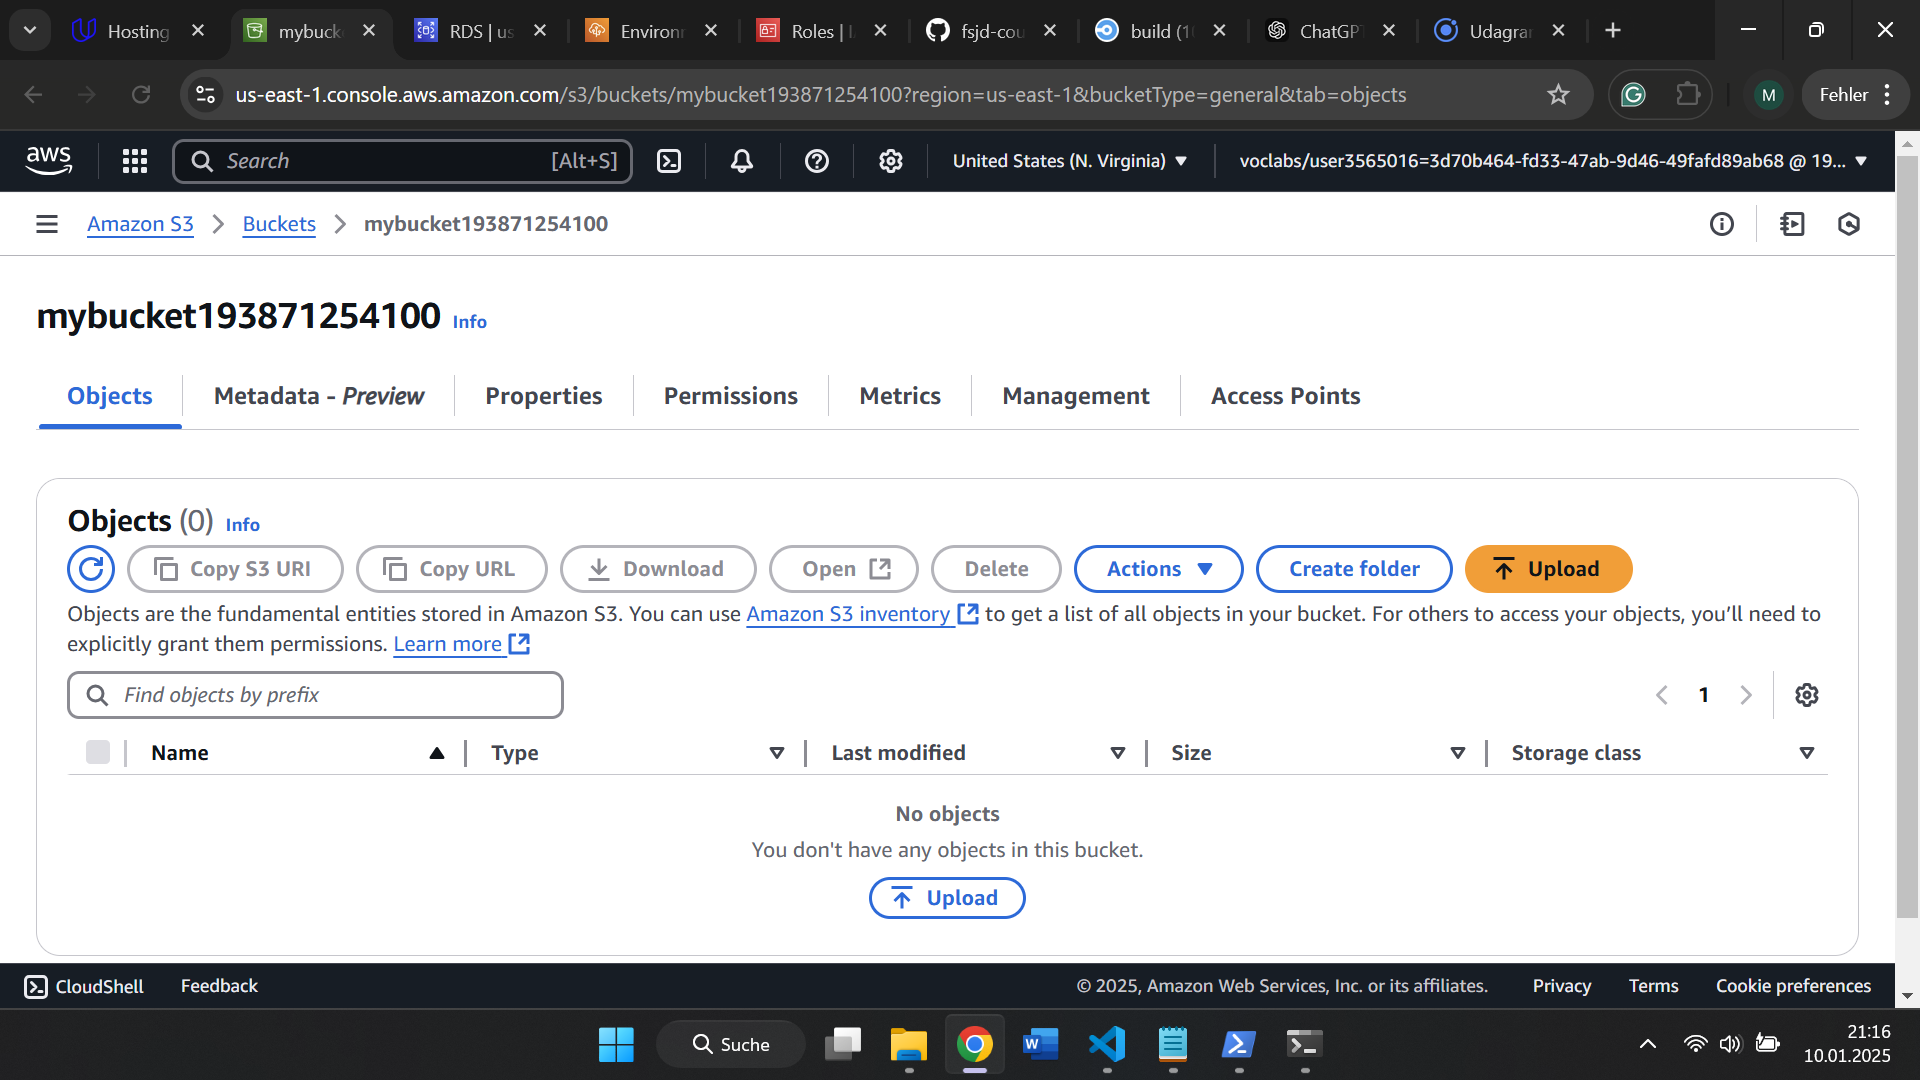 Hosting
mybuck
RDS | us
Environ
Roles | I
fsjd-cou
build (1
ChatGP
Udagra
us-east-1.console.aws.amazon.com/s3/buckets/mybucket193871254100?region=us-east-1&bucketType=general&tab=objects
M
Fehler
aws
Search
[Alt+S]
United States (N. Virginia)
voclabs/user3565016=3d70b464-fd33-47ab-9d46-49fafd89ab68 @ 19...
Amazon S3
Buckets
mybucket193871254100
mybucket193871254100 Info
Objects
Metadata - Preview
Properties
Permissions
Metrics
Management
Access Points
Objects (0) Info
Copy S3 URI
Copy URL
Download
Open
Delete
Actions
Create folder
Upload
Objects are the fundamental entities stored in Amazon S3. You can use Amazon S3 inventory to get a list of all objects in your bucket. For others to access your objects, you’ll need to
explicitly grant them permissions. Learn more
Find objects by prefix
1
Name
Type
Last modified
Size
Storage class
No objects
You don't have any objects in this bucket.
Upload
CloudShell
Feedback
© 2025, Amazon Web Services, Inc. or its affiliates.
Privacy
Terms
Cookie preferences
Suche
W
21:16
10.01.2025